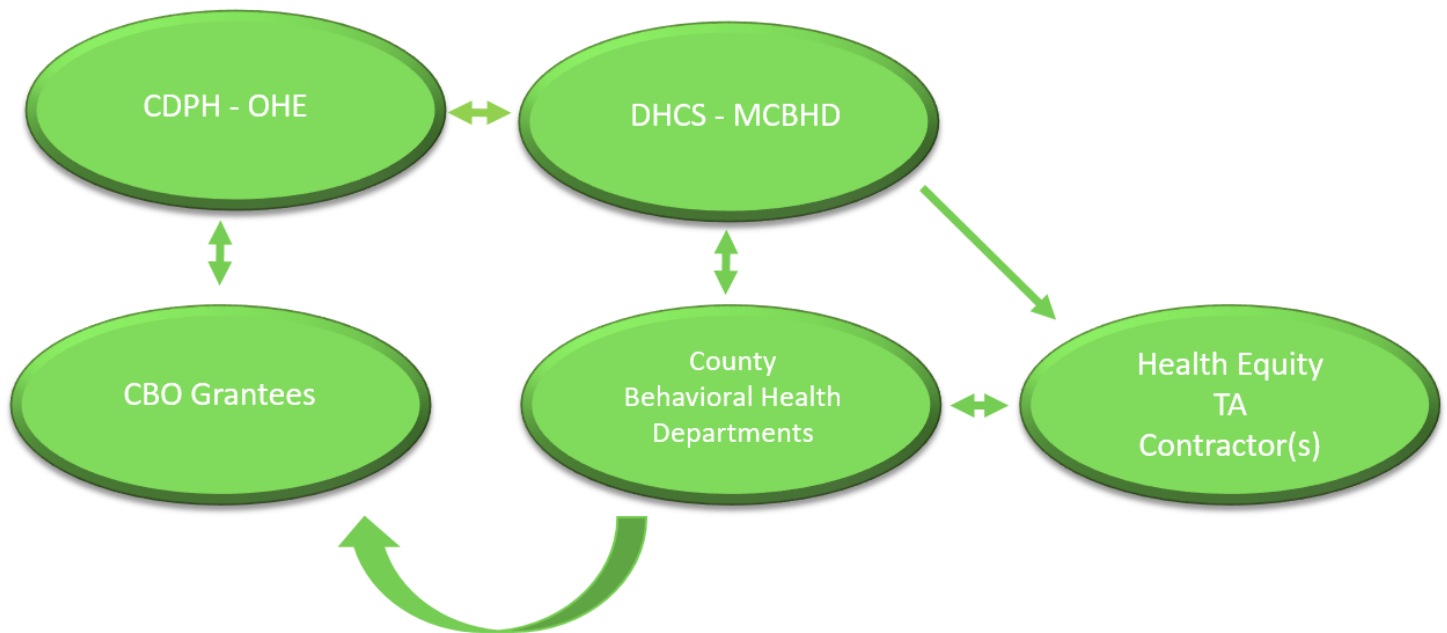 CDPH - OHE
DHCS - MCBHD
CBO Grantees
County
Behavioral Health
Departments
Health Equity
TA
Contractor(s)